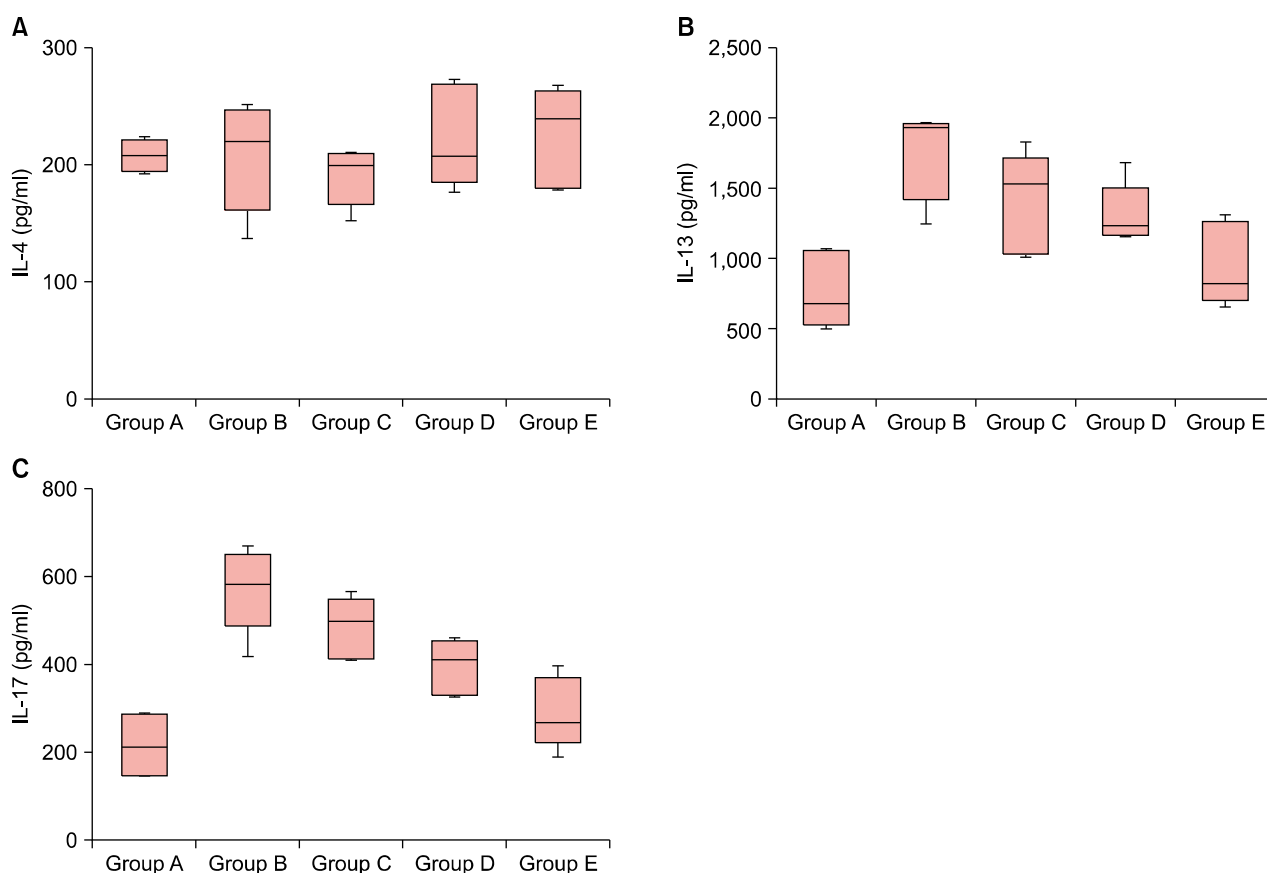 A
300
200
100
0
IL-4 (pg/ml)
Group A Group B Group C Group D Group E
B
2,500
2,000
1,500
1,000
500
0
IL-13 (pg/ml)
Group A Group B Group C Group D Group E
C
800
600
400
200
0
IL-17 (pg/ml)
Group A Group B Group C Group D Group E